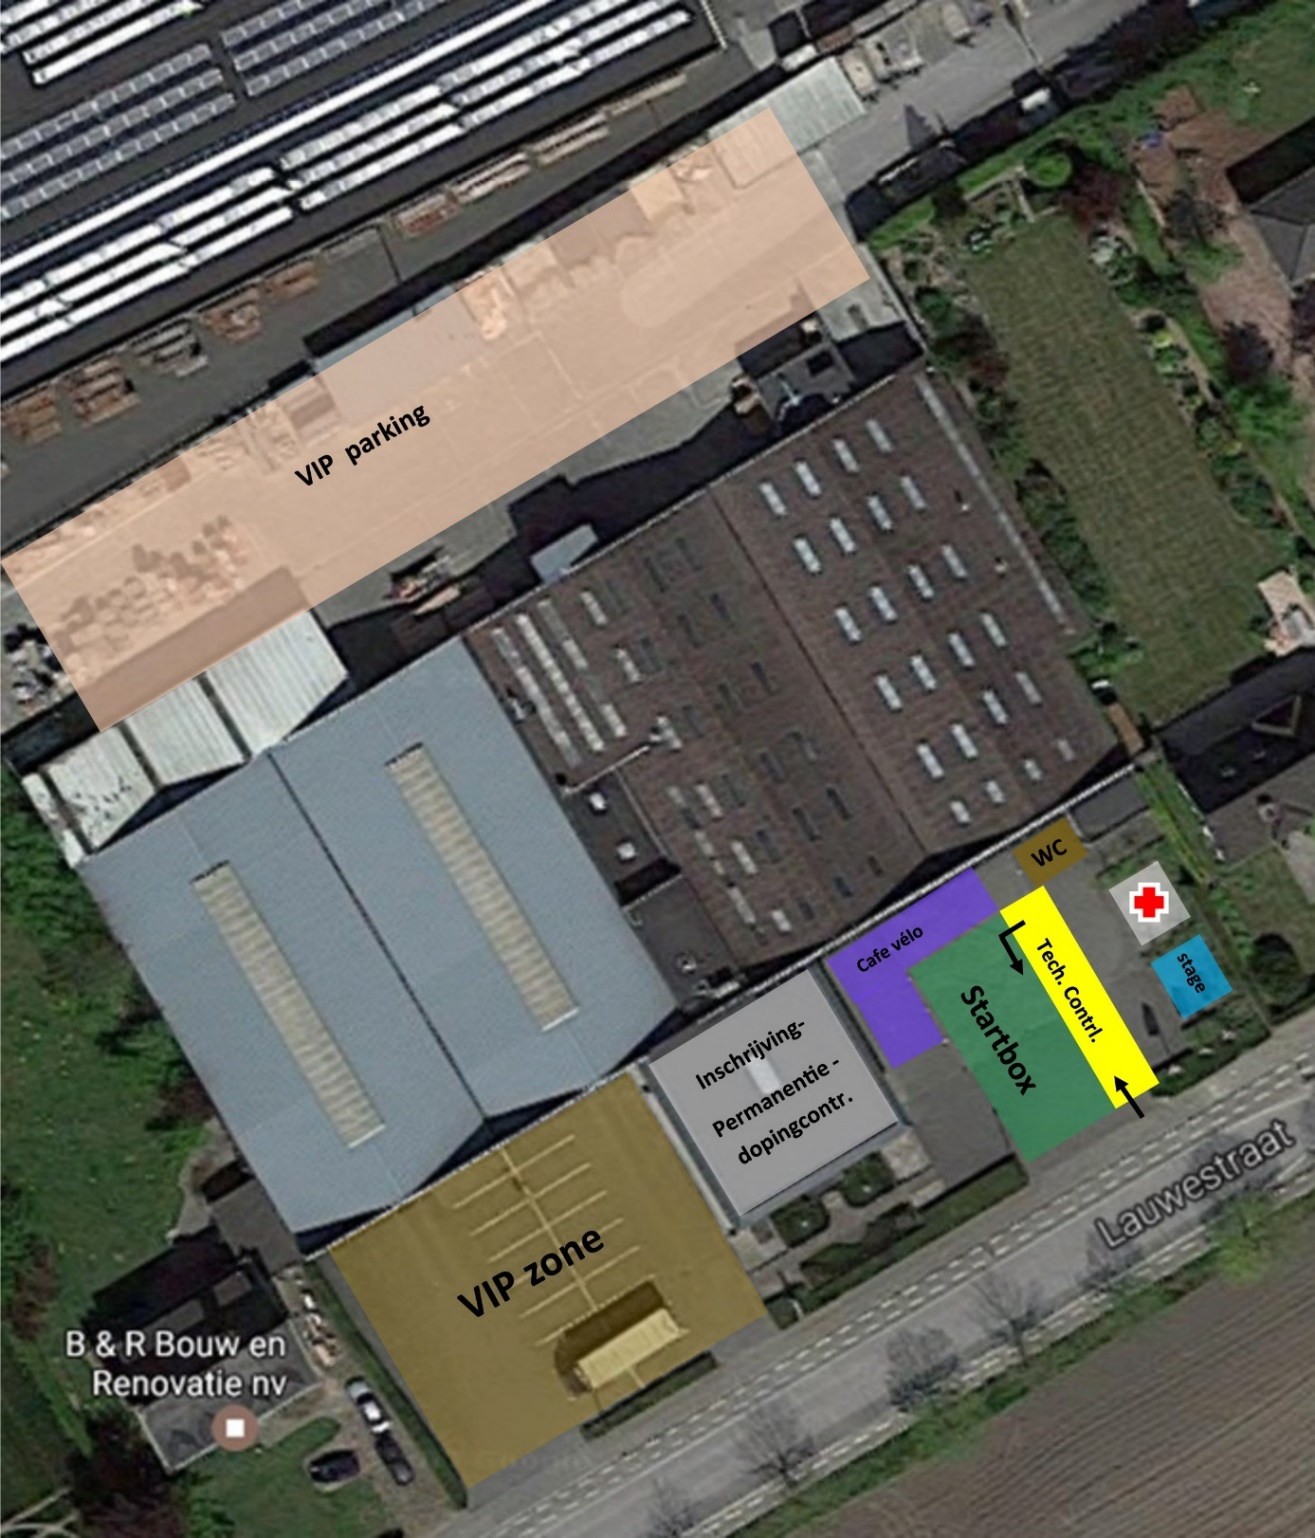 VIP parking
WC
Cafe vélo
Tech. Contrl.
stage
Startbox
Inschrijving-
Permanentie -
dopingcontr.
Lauwestraat
VIP zone
B & R Bouw en
Renovatie nv